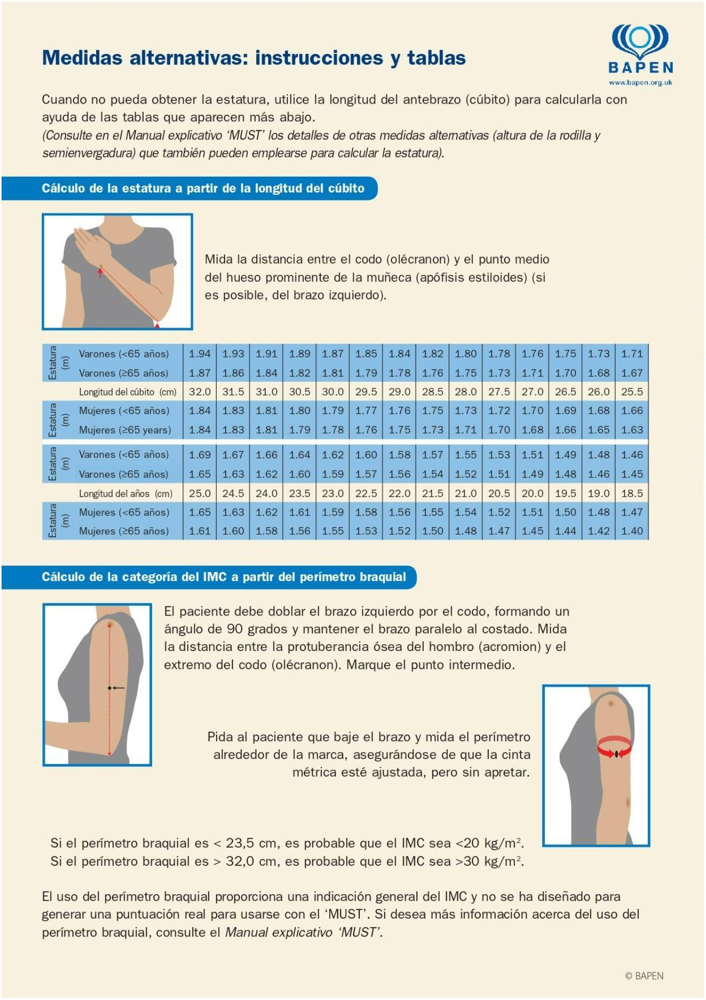 BAPEN
www.bapen.org.uk
Medidas alternativas: instrucciones y tablas
Cuando no pueda obtener la estatura, utilice la longitud del antebrazo (cúbito) para calcularla con
ayuda de las tablas que aparecen más abajo.
(Consulte en el Manual explicativo ‘MUST’ los detalles de otras medidas alternativas (altura de la rodilla y
semienvergadura) que también pueden emplearse para calcular la estatura).
Cálculo de la estatura a partir de la longitud del cúbito
Mida la distancia entre el codo (olécranon) y el punto medio
del hueso prominente de la muñeca (apófisis estiloides) (si
es posible, del brazo izquierdo).
Estatura (m)
Varones (<65 años) 1.94 1.93 1.91 1.89 1.87 1.85 1.84 1.82 1.80 1.78 1.76 1.75 1.73 1.71
Varones (≥65 años) 1.87 1.86 1.84 1.82 1.81 1.79 1.78 1.76 1.75 1.73 1.71 1.70 1.68 1.67
Longitud del cúbito (cm) 32.0 31.5 31.0 30.5 30.0 29.5 29.0 28.5 28.0 27.5 27.0 26.5 26.0 25.5
Estatura (m)
Mujeres (<65 años) 1.84 1.83 1.81 1.80 1.79 1.77 1.76 1.75 1.73 1.72 1.70 1.69 1.68 1.66
Mujeres (≥65 years) 1.84 1.83 1.81 1.79 1.78 1.76 1.75 1.73 1.71 1.70 1.68 1.66 1.65 1.63
Estatura (m)
Varones (<65 años) 1.69 1.67 1.66 1.64 1.62 1.60 1.58 1.57 1.55 1.53 1.51 1.49 1.48 1.46
Varones (≥65 años) 1.65 1.63 1.62 1.60 1.59 1.57 1.56 1.54 1.52 1.51 1.49 1.48 1.46 1.45
Longitud del años (cm) 25.0 24.5 24.0 23.5 23.0 22.5 22.0 21.5 21.0 20.5 20.0 19.5 19.0 18.5
Estatura (m)
Mujeres (<65 años) 1.65 1.63 1.62 1.61 1.59 1.58 1.56 1.55 1.54 1.52 1.51 1.50 1.48 1.47
Mujeres (≥65 años) 1.61 1.60 1.58 1.56 1.55 1.53 1.52 1.50 1.48 1.47 1.45 1.44 1.42 1.40
Cálculo de la categoría del IMC a partir del perímetro braquial
El paciente debe doblar el brazo izquierdo por el codo, formando un
ángulo de 90 grados y mantener el brazo paralelo al costado. Mida
la distancia entre la protuberancia ósea del hombro (acromion) y el
extremo del codo (olécranon). Marque el punto intermedio.
Pida al paciente que baje el brazo y mida el perímetro
alrededor de la marca, asegurándose de que la cinta
métrica esté ajustada, pero sin apretar.
Si el perímetro braquial es < 23,5 cm, es probable que el IMC sea <20 kg/m².
Si el perímetro braquial es > 32,0 cm, es probable que el IMC sea >30 kg/m².
El uso del perímetro braquial proporciona una indicación general del IMC y no se ha diseñado para
generar una puntuación real para usarse con el ‘MUST’. Si desea más información acerca del uso del
perímetro braquial, consulte el Manual explicativo ‘MUST’.
© BAPEN